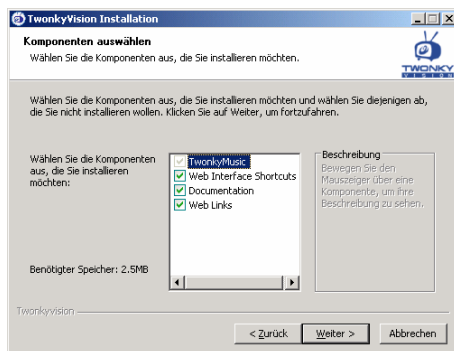 TwonkyVision Installation
Komponenten auswählen
Wählen Sie die Komponenten aus, die Sie installieren möchten.
TWONKY
VISION
Wählen Sie die Komponenten aus, die Sie installieren möchten und wählen Sie diejenigen ab,
die Sie nicht installieren wollen. Klicken Sie auf Weiter, um fortzufahren.
Wählen Sie die Komponenten
aus, die Sie installieren
möchten:
TwonkyMusic
Web Interface Shortcuts
Documentation
Web Links
Beschreibung
Bewegen Sie den
Mauszeiger über eine
Komponente, um ihre
Beschreibung zu sehen.
Benötigter Speicher: 2.5MB
Twonkyvision
< Zurück
Weiter >
Abbrechen